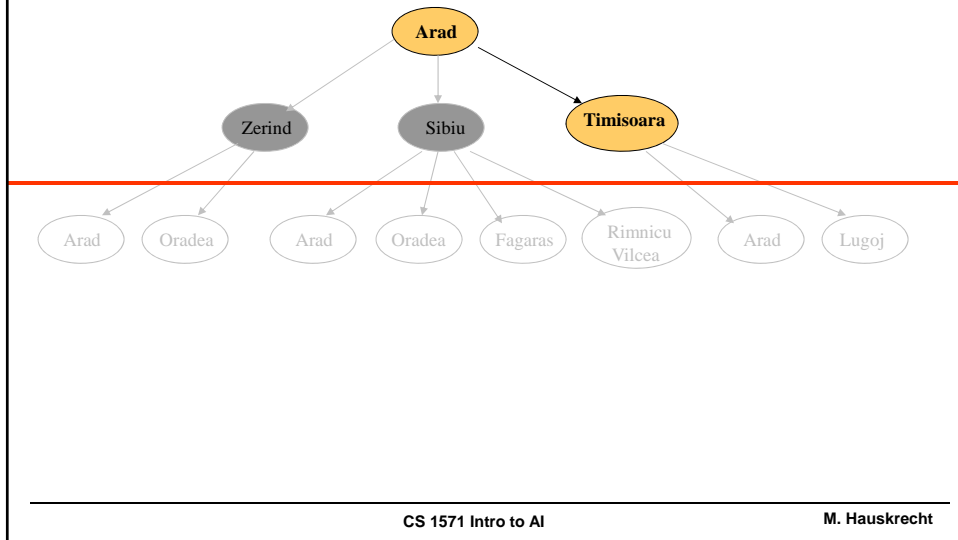 Arad
Zerind
Sibiu
Timisoara
Arad
Oradea
Arad
Oradea
Fagaras
Rimnicu
Vilcea
Arad
Lugoj
CS 1571 Intro to AI
M. Hauskrecht